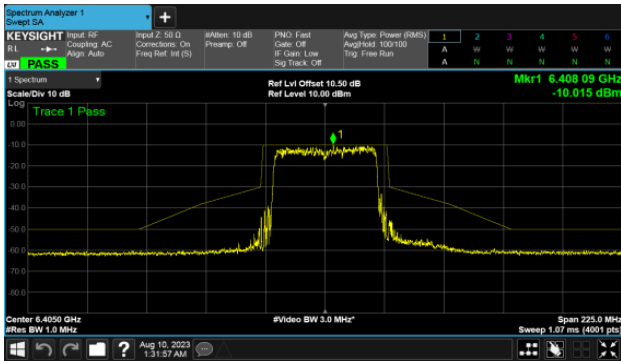 Spectrum Analyzer 1
Swept SA
+
KEYSIGHT
Input: RF
Coupling: AC
Align: Auto
Input Z: 50 Ω
Corrections: On
Freq Ref: Int (S)
#Atten: 10 dB
Preamp: Off
PNO: Fast
Gate: Off
IF Gain: Low
Sig Track: Off
Avg Type: Power (RMS)
Avg|Hold: 100/100
Trig: Free Run
1 2 3 4 5 6
A W W W W W
A N N N N N
RL
LXI PASS
1 Spectrum
Scale/Div 10 dB
Ref Lvl Offset 10.50 dB
Ref Level 10.00 dBm
Mkr1 6.408 09 GHz
-10.015 dBm
Log
Trace 1 Pass
1
0.00
-10.0
-20.0
-30.0
-40.0
-50.0
-60.0
-70.0
-80.0
Center 6.4050 GHz
#Res BW 1.0 MHz
#Video BW 3.0 MHz*
Span 225.0 MHz
Sweep 1.07 ms (4001 pts)
?
Aug 10, 2023
1:31:57 AM